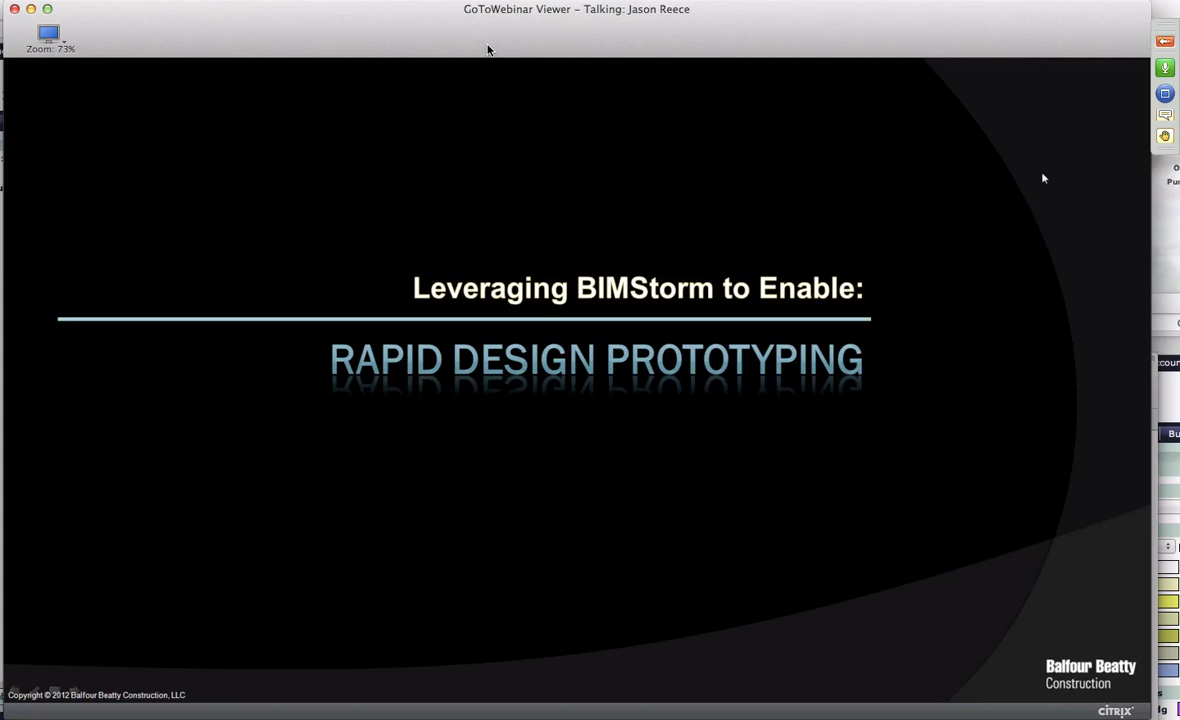 GoToWebinar Viewer – Talking: Jason Reece
Zoom: 73%
Leveraging BIMStorm to Enable:
RAPID DESIGN PROTOTYPING
Balfour Beatty
Construction
Copyright © 2012 Balfour Beatty Construction, LLC
CITRIX